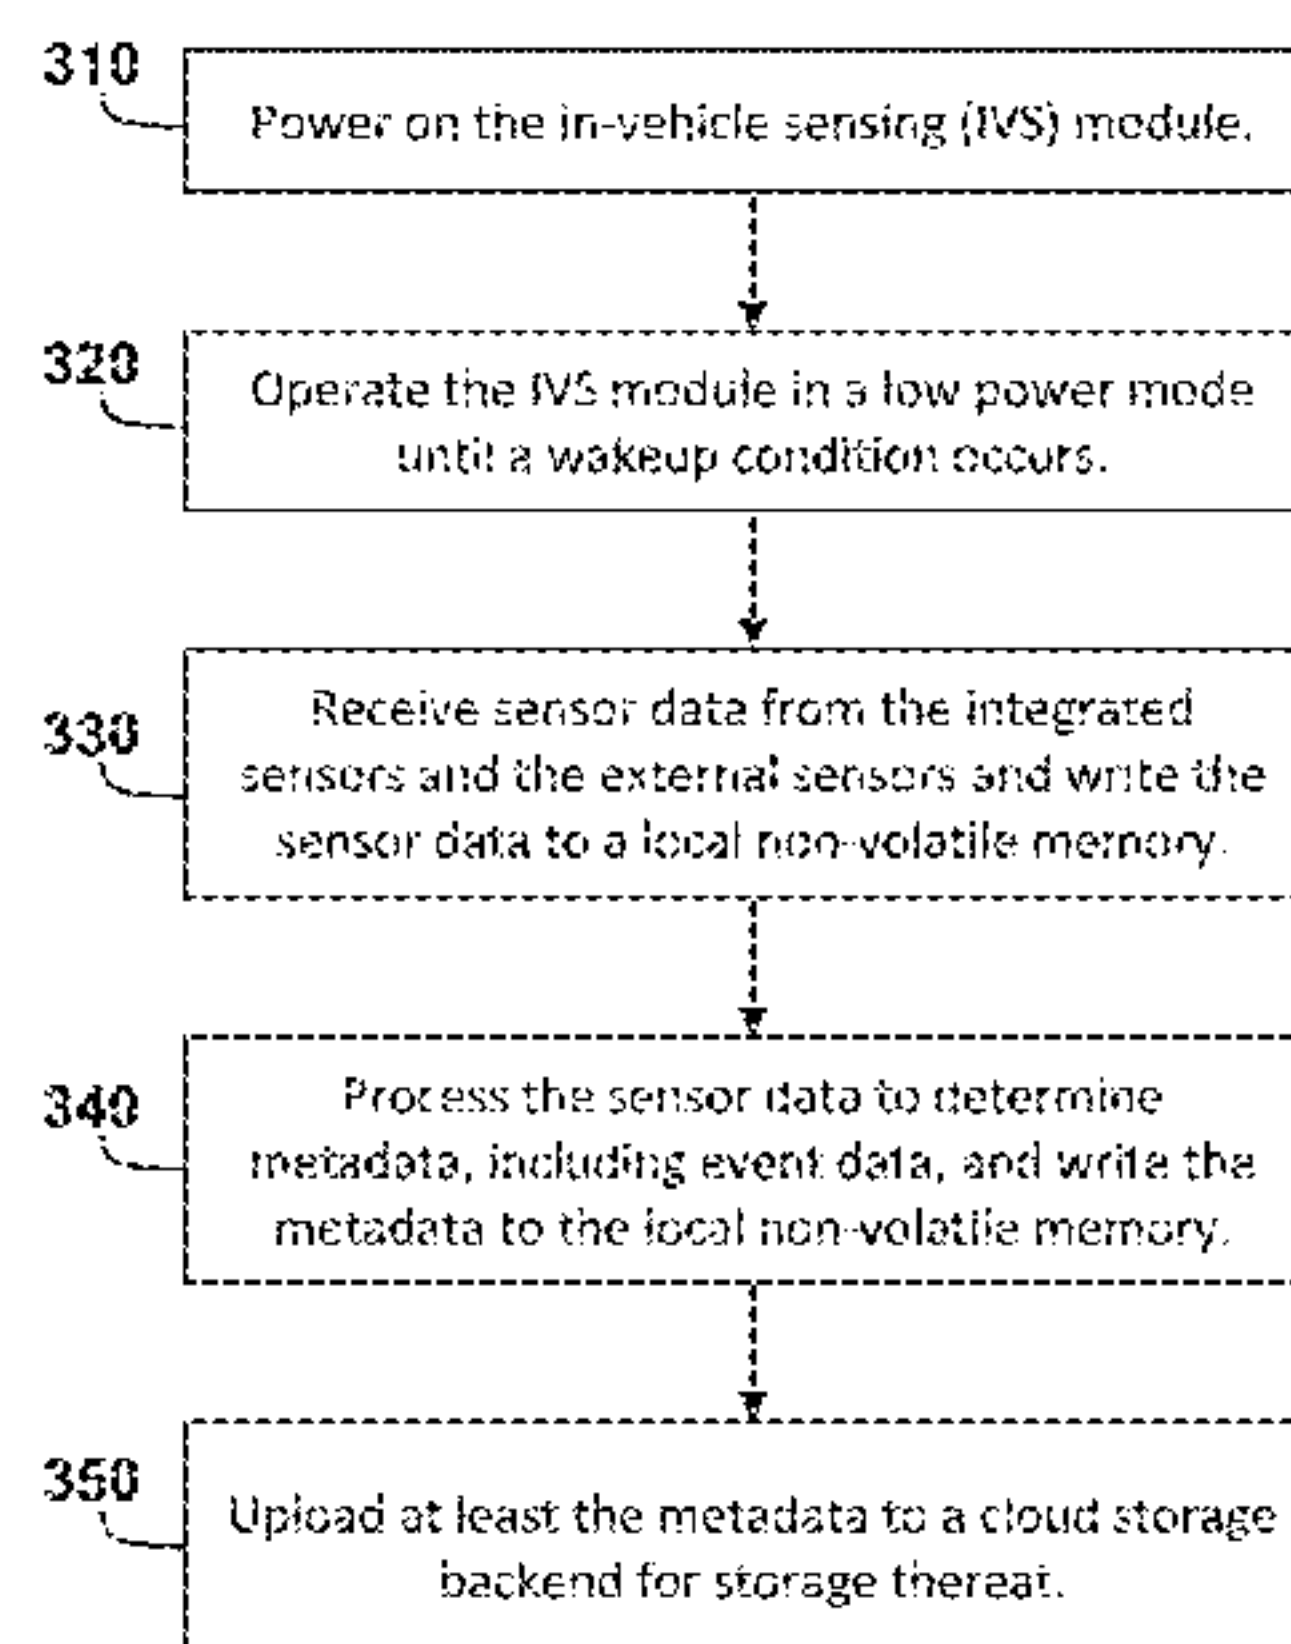 310
Power on the in-vehicle sensing (IVS) module.
320
Operate the IVS module in a low power mode
until a wakeup condition occurs.
330
Receive sensor data from the integrated
sensors and the external sensors and write the
sensor data to a local non-volatile memory.
340
Process the sensor data to determine
metadata, including event data, and write the
metadata to the local non-volatile memory.
350
Upload at least the metadata to a cloud storage
backend for storage thereat.